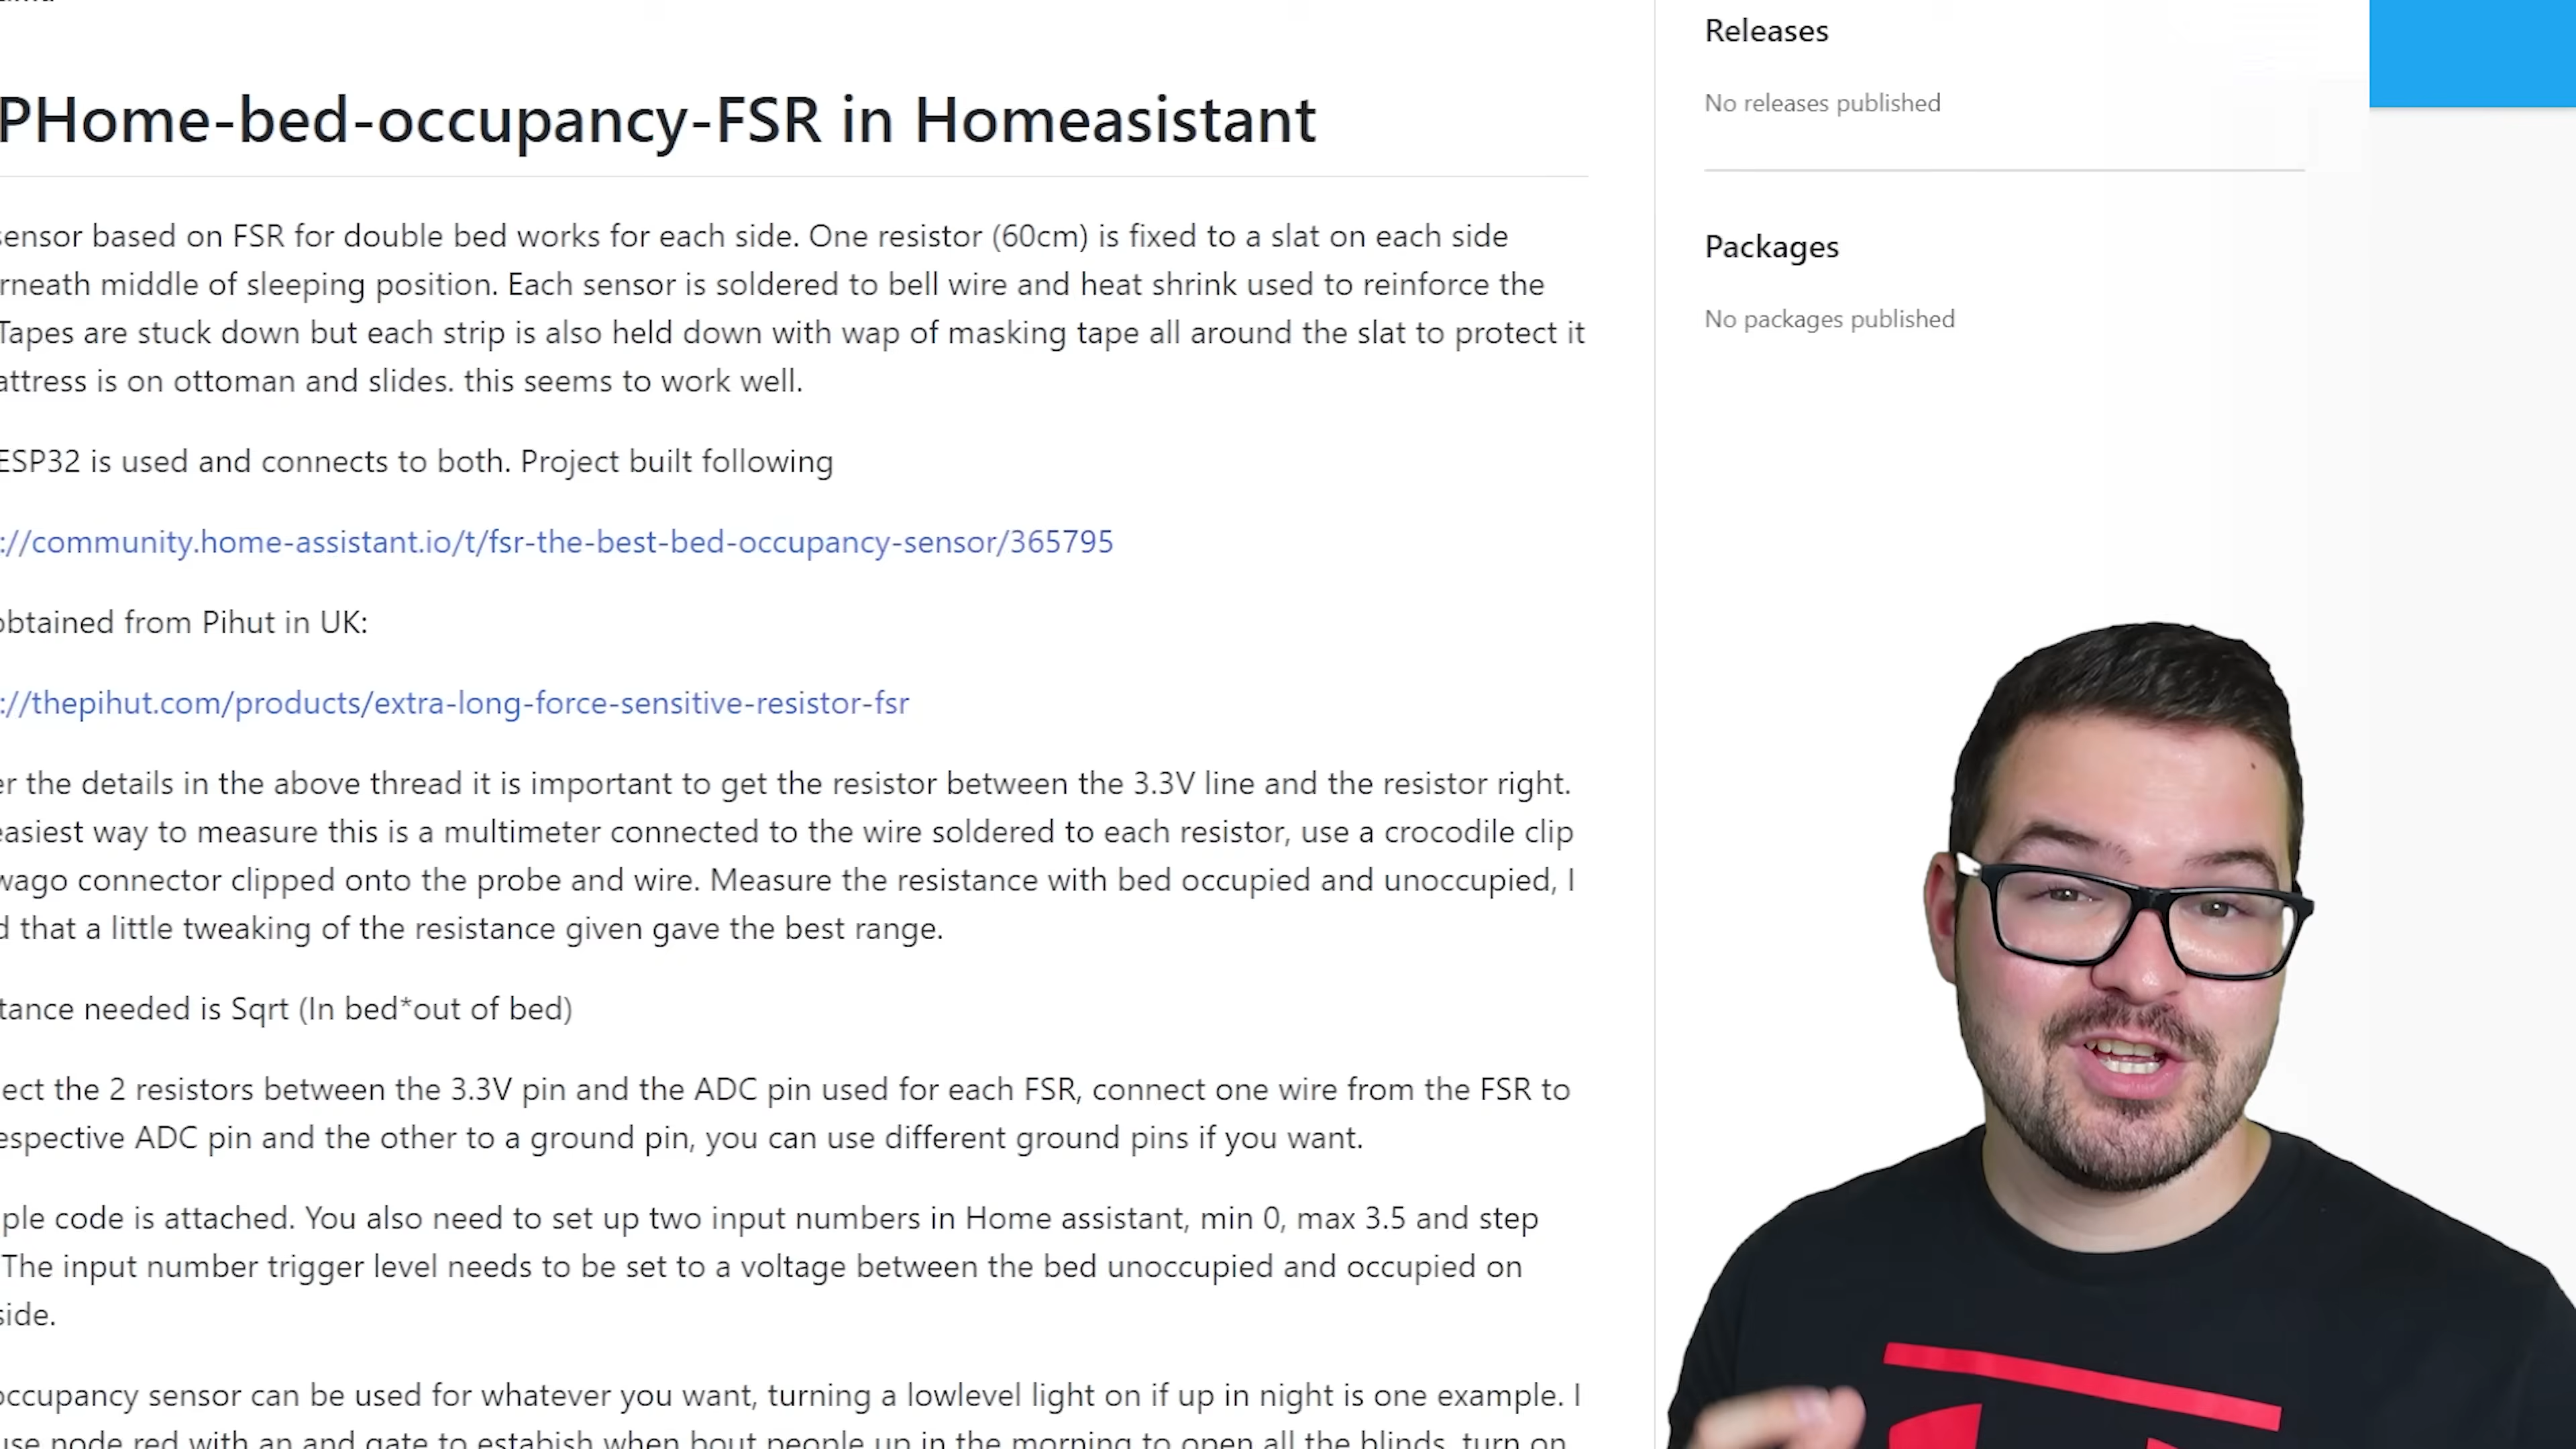 PHome-bed-occupancy-FSR in Homeasistant
sensor based on FSR for double bed works for each side. One resistor (60cm) is fixed to a slat on each side
rneath middle of sleeping position. Each sensor is soldered to bell wire and heat shrink used to reinforce the
Tapes are stuck down but each strip is also held down with wap of masking tape all around the slat to protect it
attress is on ottoman and slides. this seems to work well.
ESP32 is used and connects to both. Project built following
://community.home-assistant.io/t/fsr-the-best-bed-occupancy-sensor/365795
obtained from Pihut in UK:
://thepihut.com/products/extra-long-force-sensitive-resistor-fsr
er the details in the above thread it is important to get the resistor between the 3.3V line and the resistor right.
easiest way to measure this is a multimeter connected to the wire soldered to each resistor, use a crocodile clip
wago connector clipped onto the probe and wire. Measure the resistance with bed occupied and unoccupied, I
d that a little tweaking of the resistance given gave the best range.
tance needed is Sqrt (In bed*out of bed)
ect the 2 resistors between the 3.3V pin and the ADC pin used for each FSR, connect one wire from the FSR to
espective ADC pin and the other to a ground pin, you can use different ground pins if you want.
ple code is attached. You also need to set up two input numbers in Home assistant, min 0, max 3.5 and step
The input number trigger level needs to be set to a voltage between the bed unoccupied and occupied on
side.
occupancy sensor can be used for whatever you want, turning a lowlevel light on if up in night is one example. I
use node red with an and gate to estabish when bout people up in the morning to open all the blinds, turn on
Releases
No releases published
Packages
No packages published